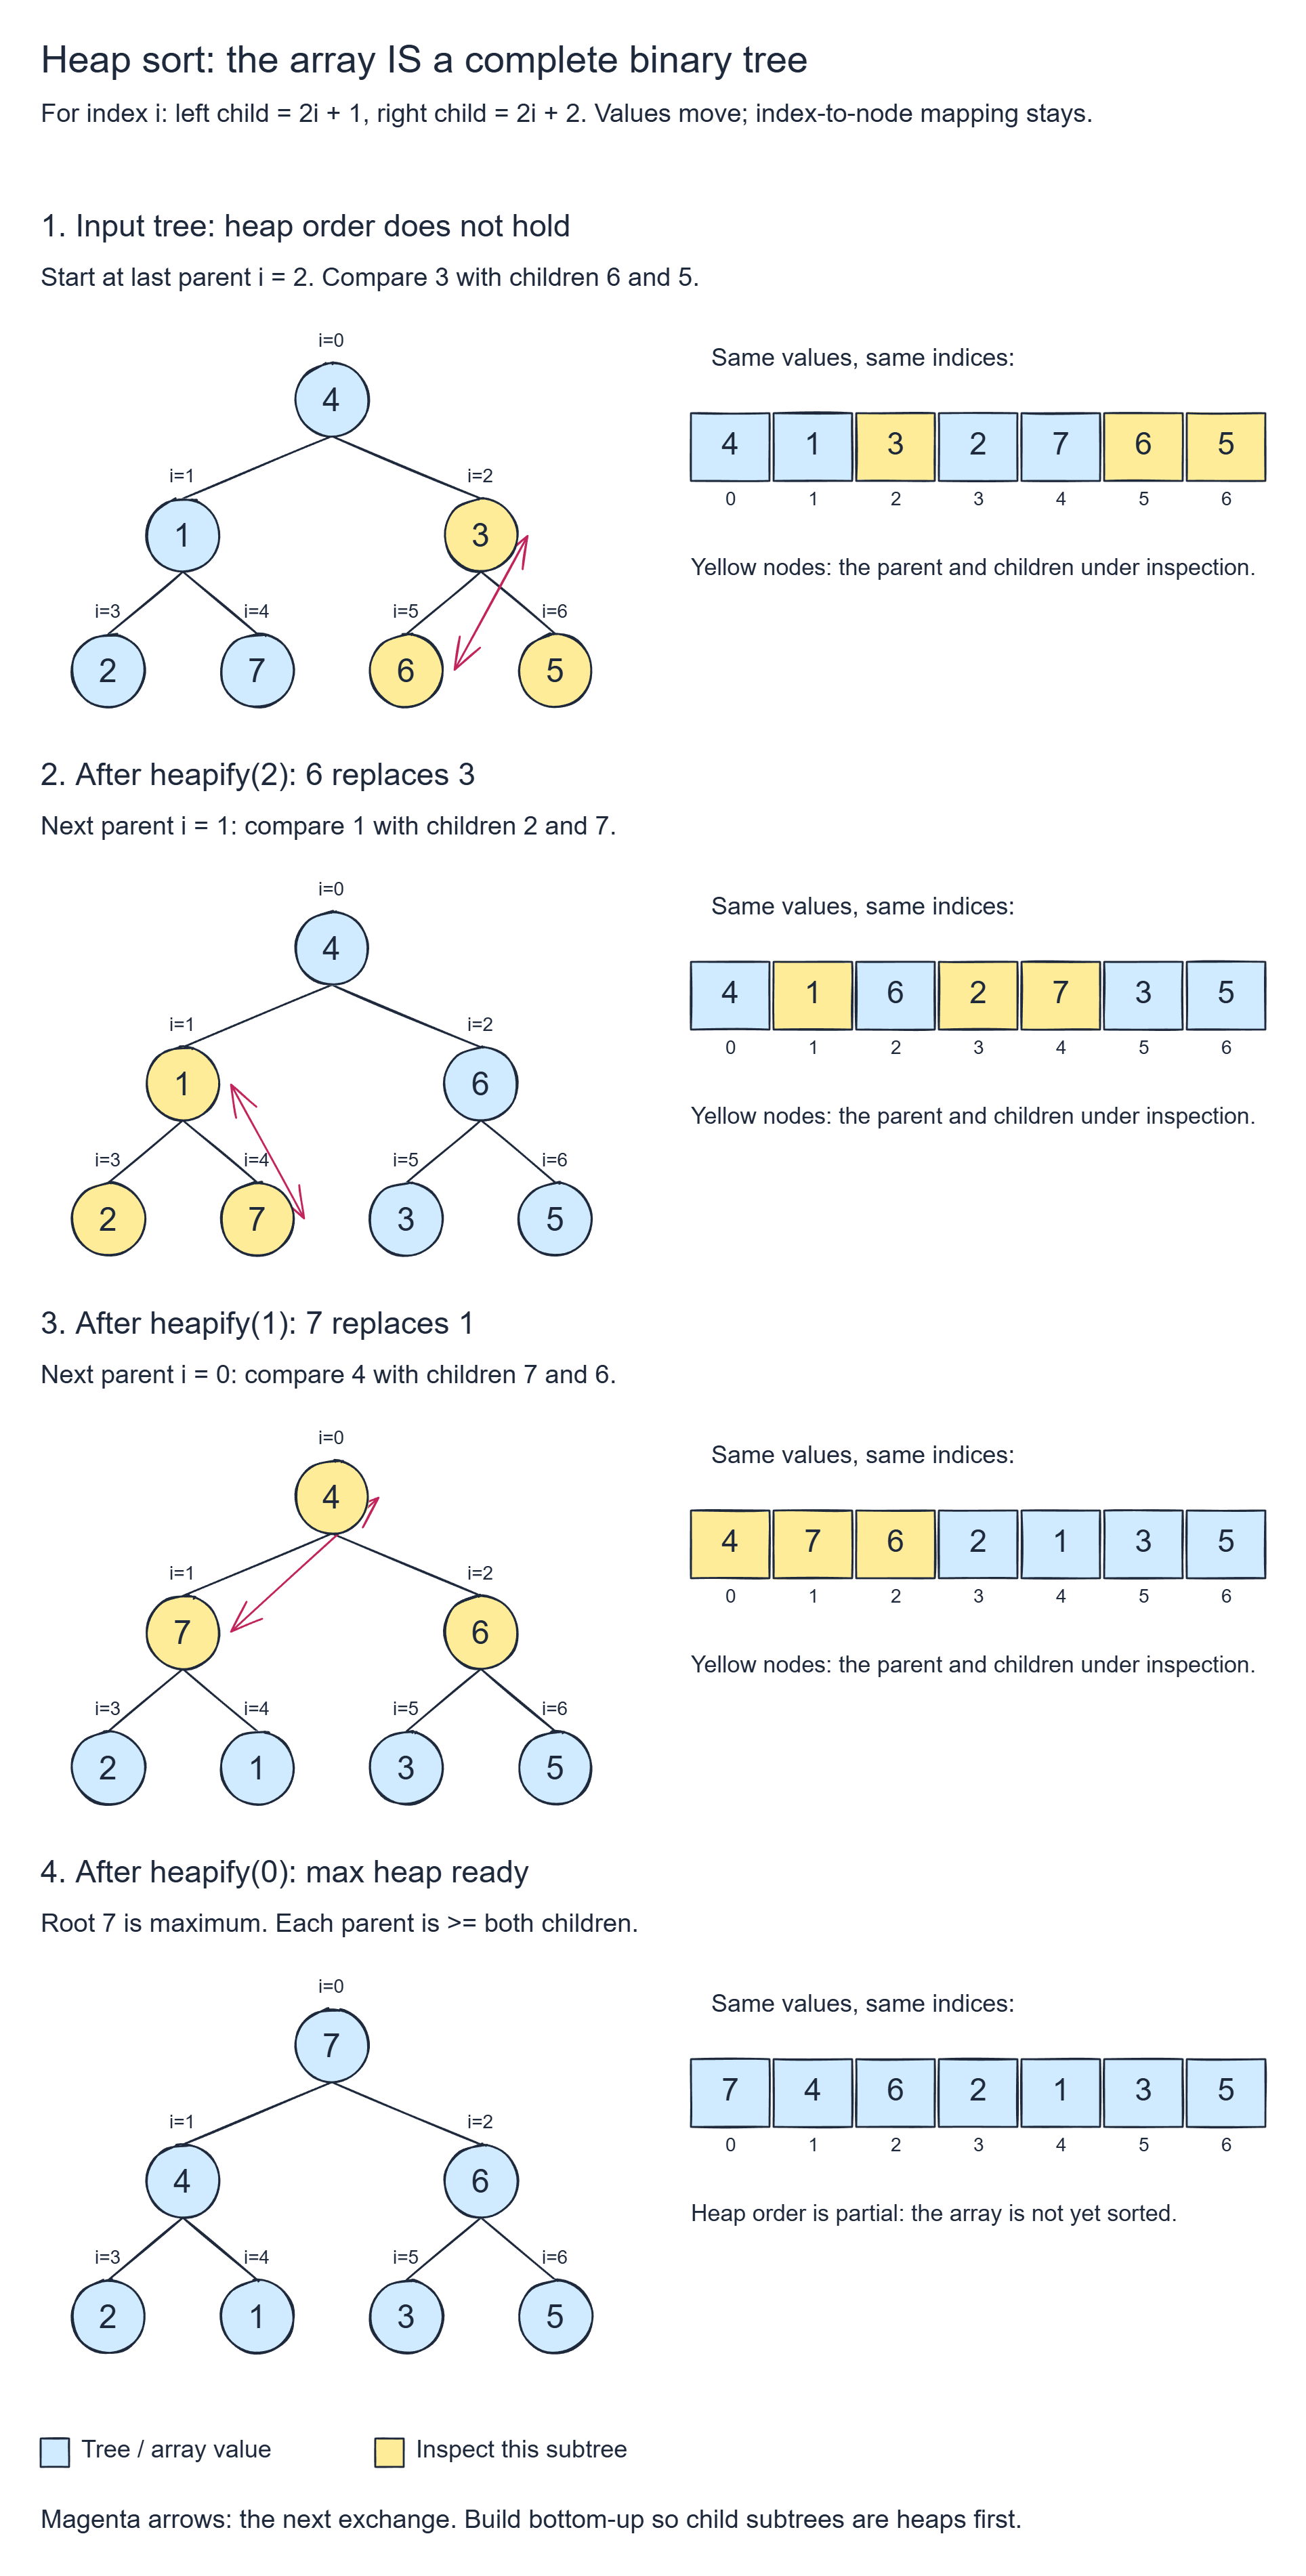 Heap sort: the array IS a complete binary tree
For index i: left child = 2i + 1, right child = 2i + 2. Values move; index-to-node mapping stays.
1. Input tree: heap order does not hold
Start at last parent i = 2. Compare 3 with children 6 and 5.
i=0
4
i=1 i=2
1 3
i=3 i=4 i=5 i=6
2 7 6 5
Same values, same indices:
4 1 3 2 7 6 5
0 1 2 3 4 5 6
Yellow nodes: the parent and children under inspection.
2. After heapify(2): 6 replaces 3
Next parent i = 1: compare 1 with children 2 and 7.
i=0
4
i=1 i=2
1 6
i=3 i=4 i=5 i=6
2 7 3 5
Same values, same indices:
4 1 6 2 7 3 5
0 1 2 3 4 5 6
Yellow nodes: the parent and children under inspection.
3. After heapify(1): 7 replaces 1
Next parent i = 0: compare 4 with children 7 and 6.
i=0
4
i=1 i=2
7 6
i=3 i=4 i=5 i=6
2 1 3 5
Same values, same indices:
4 7 6 2 1 3 5
0 1 2 3 4 5 6
Yellow nodes: the parent and children under inspection.
4. After heapify(0): max heap ready
Root 7 is maximum. Each parent is >= both children.
i=0
7
i=1 i=2
4 6
i=3 i=4 i=5 i=6
2 1 3 5
Same values, same indices:
7 4 6 2 1 3 5
0 1 2 3 4 5 6
Heap order is partial: the array is not yet sorted.
Tree / array value
Inspect this subtree
Magenta arrows: the next exchange. Build bottom-up so child subtrees are heaps first.